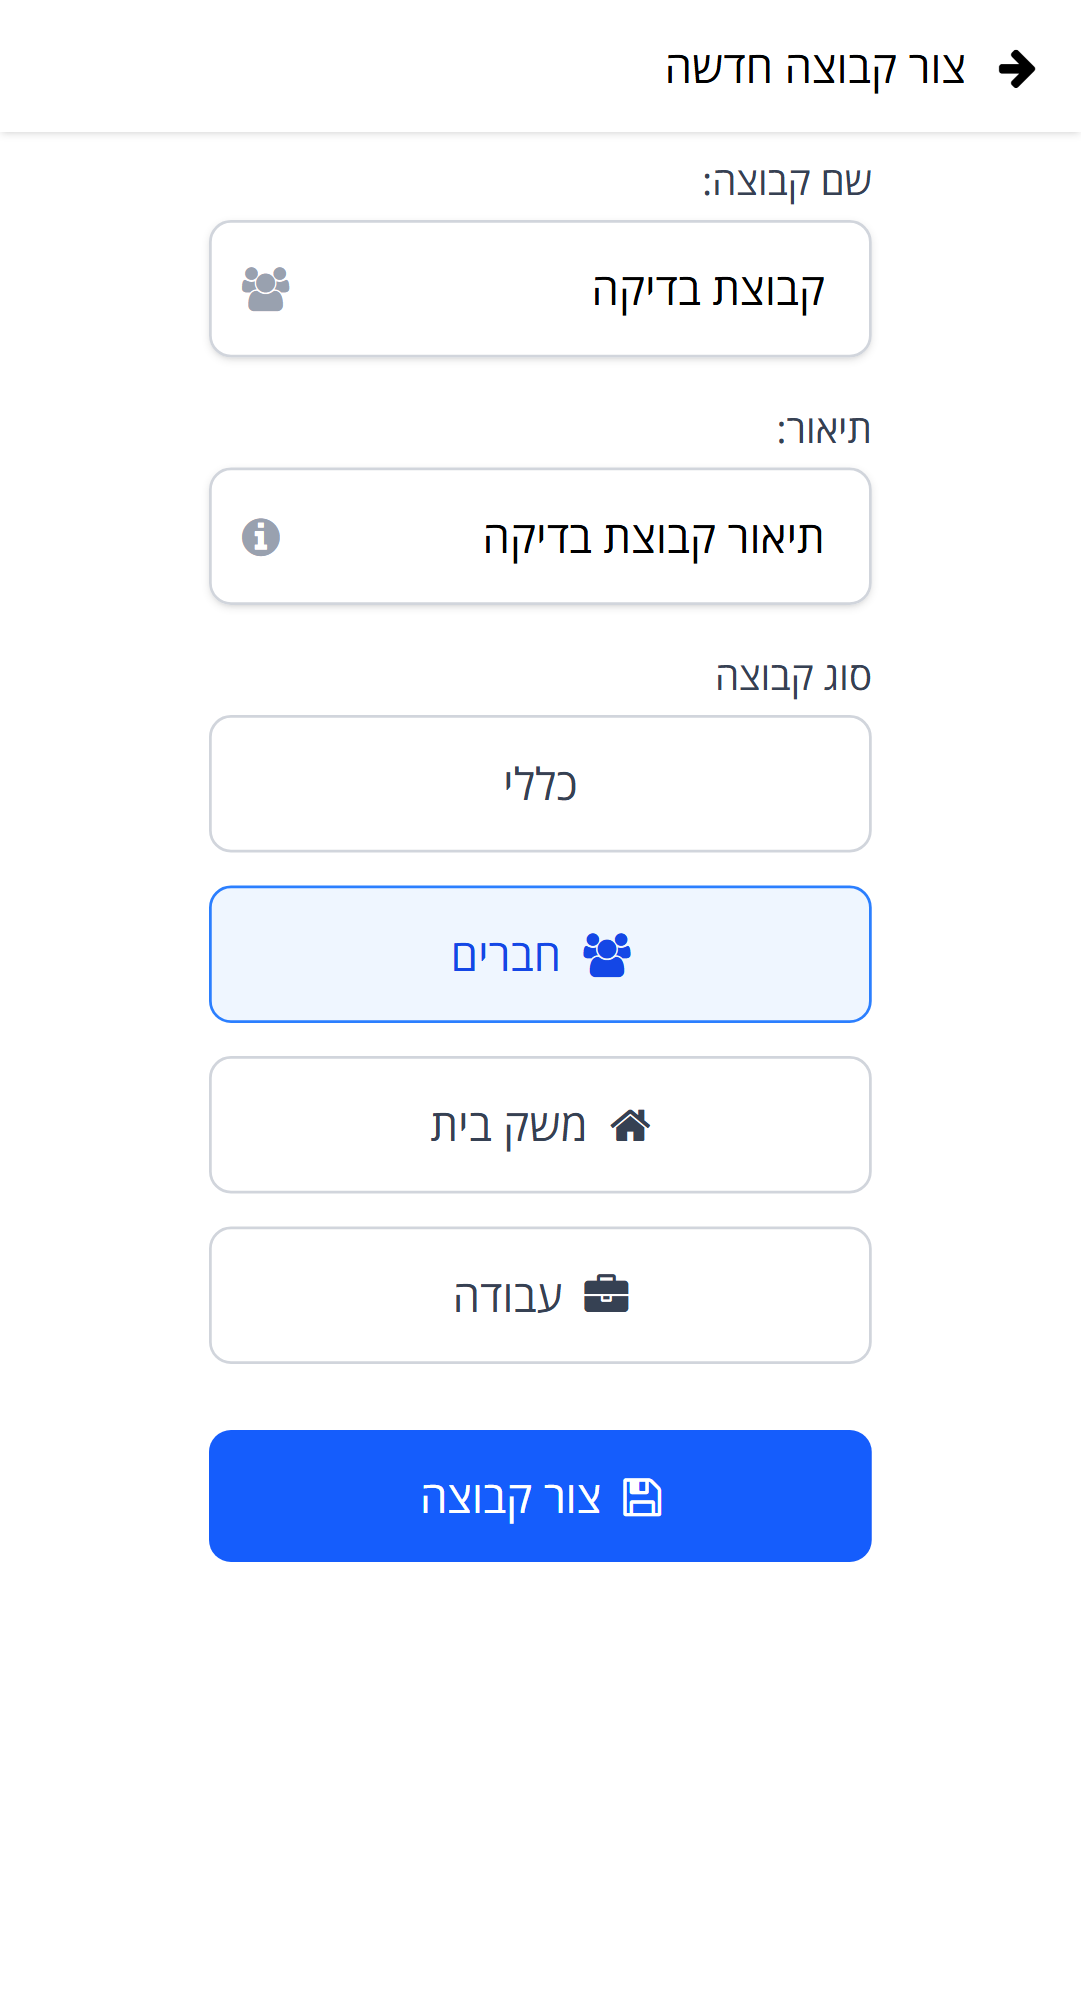 צור קבוצה חדשה
שם קבוצה:
קבוצת בדיקה
תיאור:
תיאור קבוצת בדיקה
סוג קבוצה
כללי
חברים
משק בית
עבודה
צור קבוצה